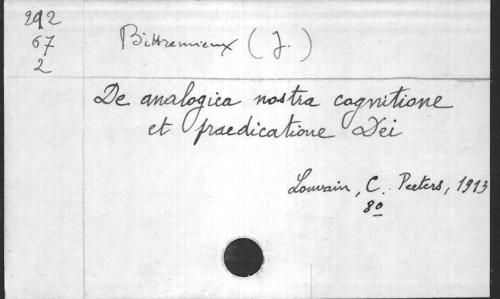 292
67
2
Bittremieux (J.)
De analogica nostra cognitione
et praedicatione Dei
Louvain, C. Peeters, 1913
8o